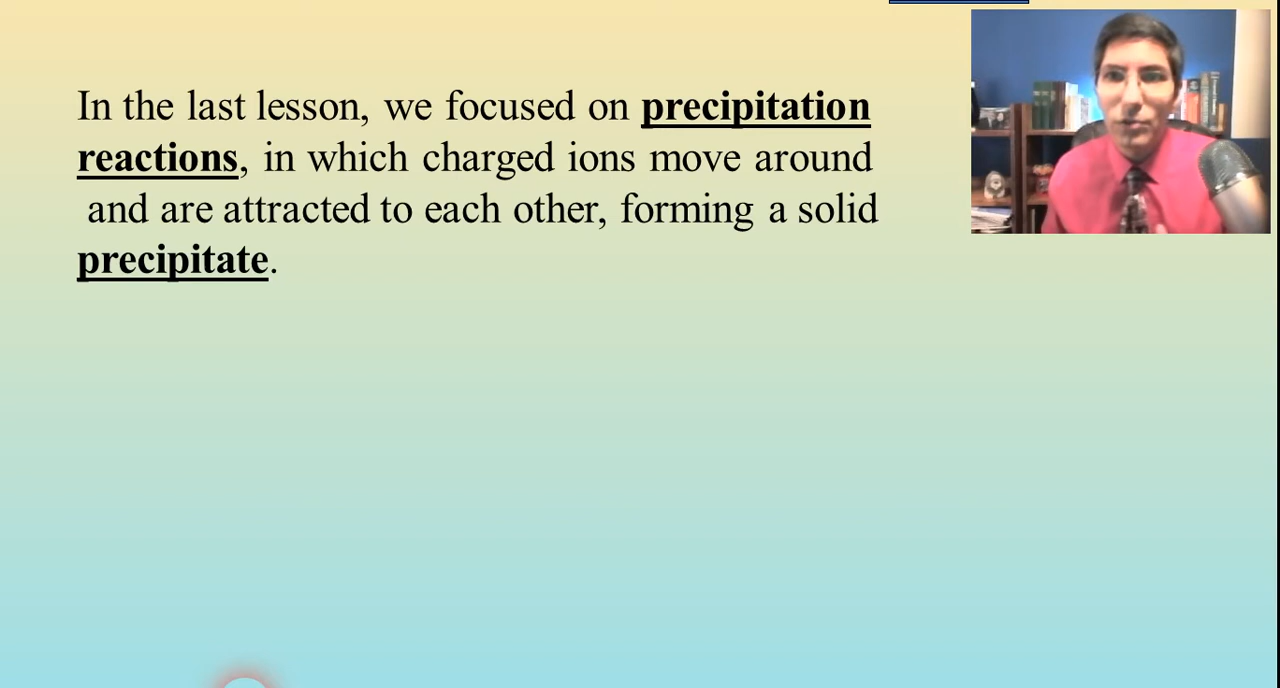 In the last lesson, we focused on precipitation
reactions, in which charged ions move around
and are attracted to each other, forming a solid
precipitate.